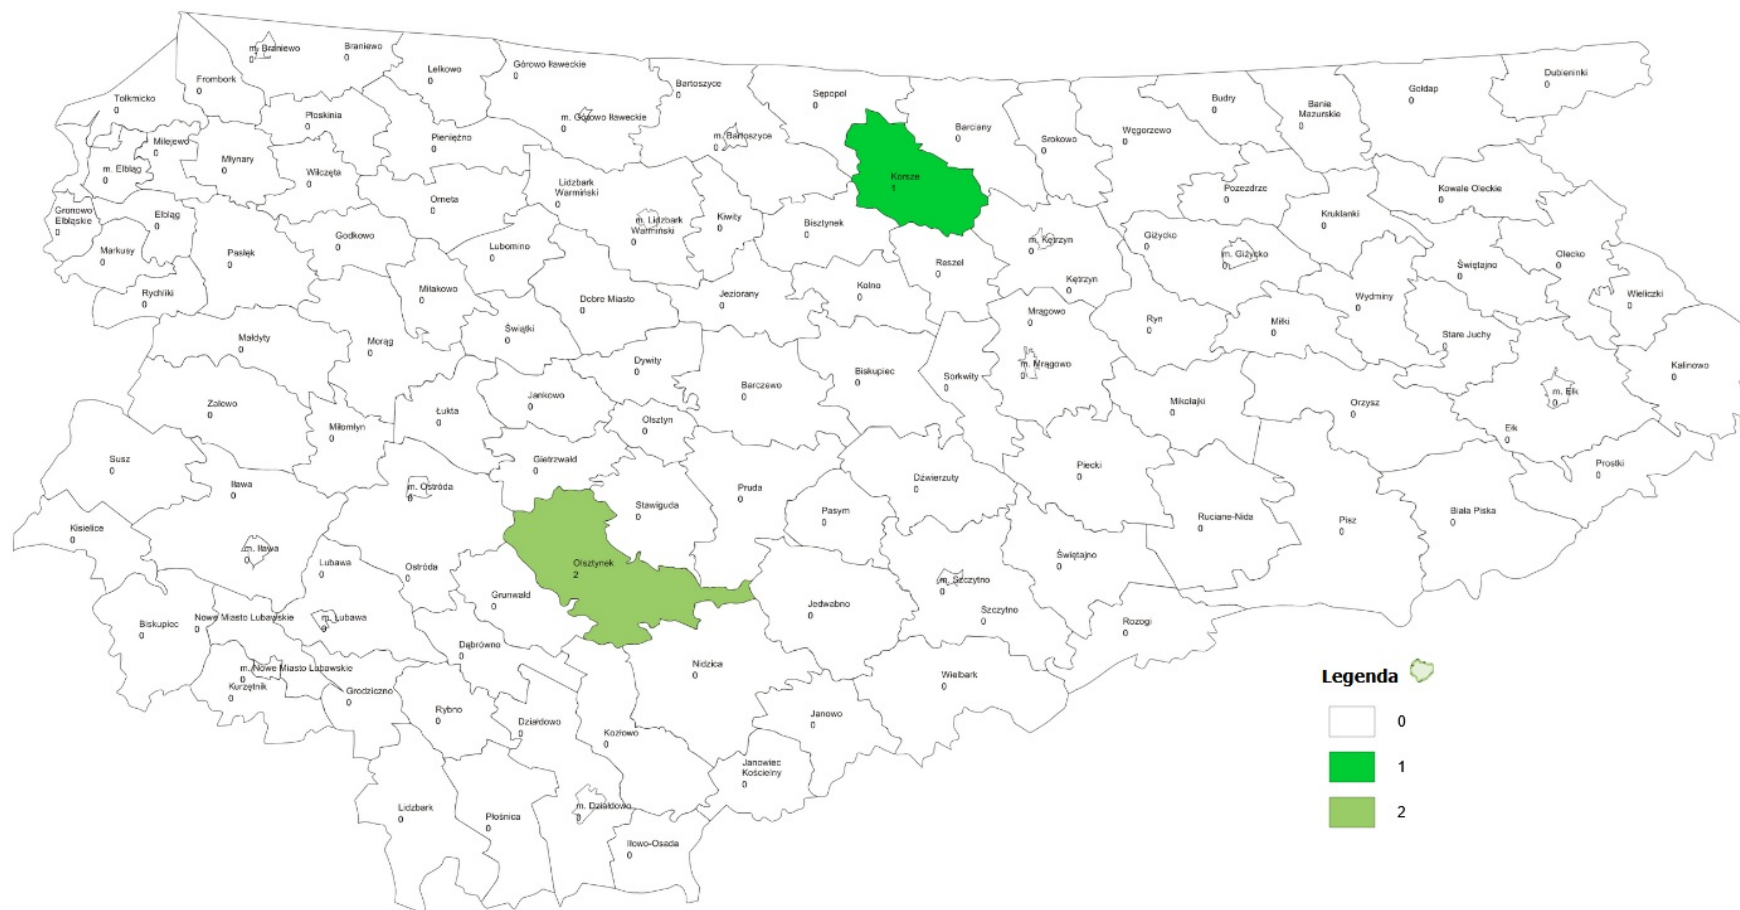 m. Braniewo
0
Braniewo
0
Lelkowo
0
Górowo Iławeckie
0
Bartoszyce
0
Sępopol
0
Frombork
0
Tolkmicko
0
Płoskinia
0
Pieniężno
0
m. Górowo Iławeckie
0
m. Bartoszyce
0
Barciany
0
Srokowo
0
Węgorzewo
0
Budry
0
Banie
Mazurskie
0
Gołdap
0
Dubieninki
0
Milejewo
0
m. Elbląg
0
Młynary
0
Wilczęta
0
Orneta
0
Lidzbark
Warmiński
0
m. Lidzbark
Warmiński
0
Kiwity
0
Bisztynek
0
Korsze
1
Pozezdrze
0
Kruklanki
0
Kowale Oleckie
0
Gronowo
Elbląskie
0
Elbląg
0
Markusy
0
Pasłęk
0
Godkowo
0
Lubomino
0
m. Kętrzyn
0
Giżycko
0
m. Giżycko
0
Świętajno
0
Olecko
0
Rychliki
0
Miłakowo
0
Dobre Miasto
0
Jeziorany
0
Kolno
0
Reszel
0
Kętrzyn
0
Wydminy
0
Wieliczki
0
Małdyty
0
Morąg
0
Świątki
0
Mrągowo
0
Ryn
0
Miłki
0
Stare Juchy
0
Dywity
0
Barczewo
0
Biskupiec
0
Sorkwity
0
m. Mrągowo
0
Kalinowo
0
Zalewo
0
Miłomłyn
0
Łukta
0
Jankowo
0
Olsztyn
0
Mikołajki
0
Orzysz
0
m. Ełk
0
Ełk
0
Susz
0
Iława
0
m. Ostróda
0
Gietrzwałd
0
Stawiguda
0
Pruda
0
Dźwierzuty
0
Piecki
0
Prostki
0
Kisielice
0
m. Iława
0
Pasym
0
Ruciane-Nida
0
Pisz
0
Biała Piska
0
Lubawa
0
Ostróda
0
Olsztynek
2
Świętajno
0
Grunwald
0
m. Szczytno
0
Jedwabno
0
Szczytno
0
Rozogi
0
Biskupiec
0
Nowe Miasto Lubawskie
0
m. Lubawa
0
Dąbrówno
0
Nidzica
0
Wielbark
0
m. Nowe Miasto Lubawskie
0
Kurzętnik
0
Grodziczno
0
Rybno
0
Działdowo
0
Kozłowo
0
Janowo
0
Janowiec
Kościelny
0
Lidzbark
0
Płośnica
0
m. Działdowo
0
Iłowo-Osada
0
Legenda
0
1
2